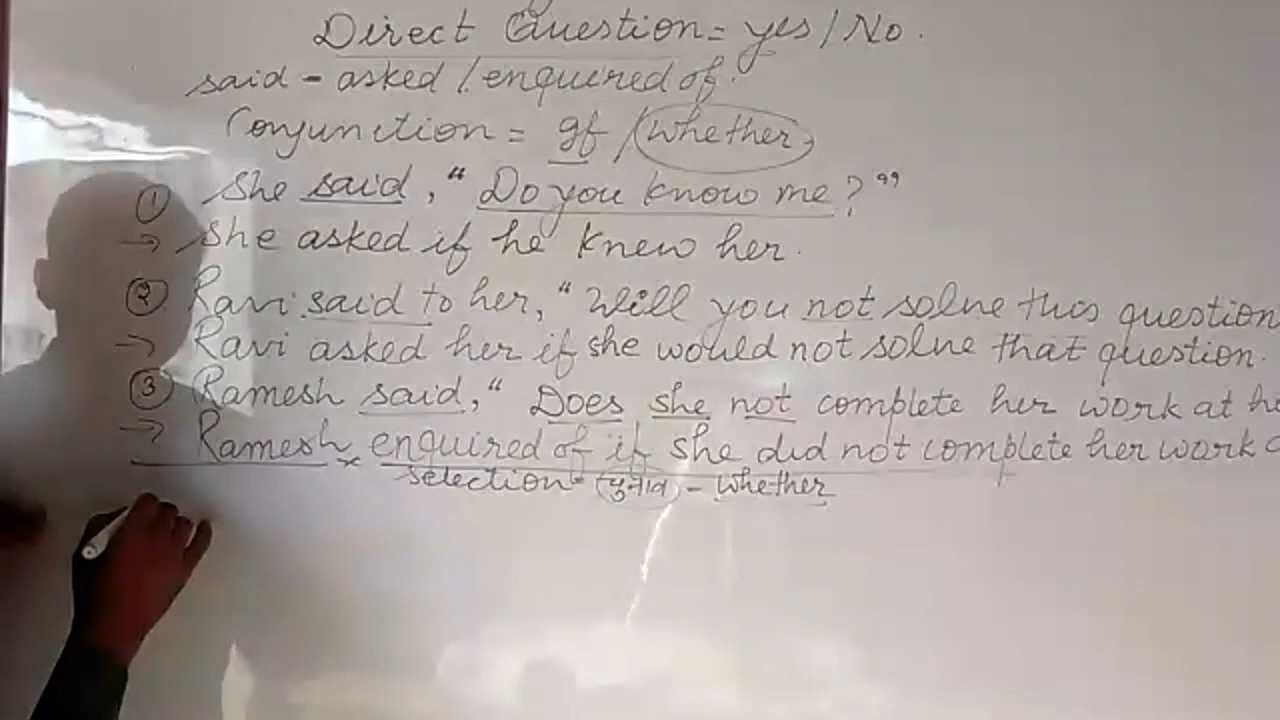 Direct Question = yes / No.
said - asked / enquired of.
Conjunction = If / whether,
① She said, “Do you know me?”
→ She asked if he knew her.
② Ravi said to her, “Will you not solve this question
→ Ravi asked her if she would not solve that question.
③ Ramesh said, “Does she not complete her work at
→ Ramesh enquired of if she did not complete her work
selection = चुनाव - whether